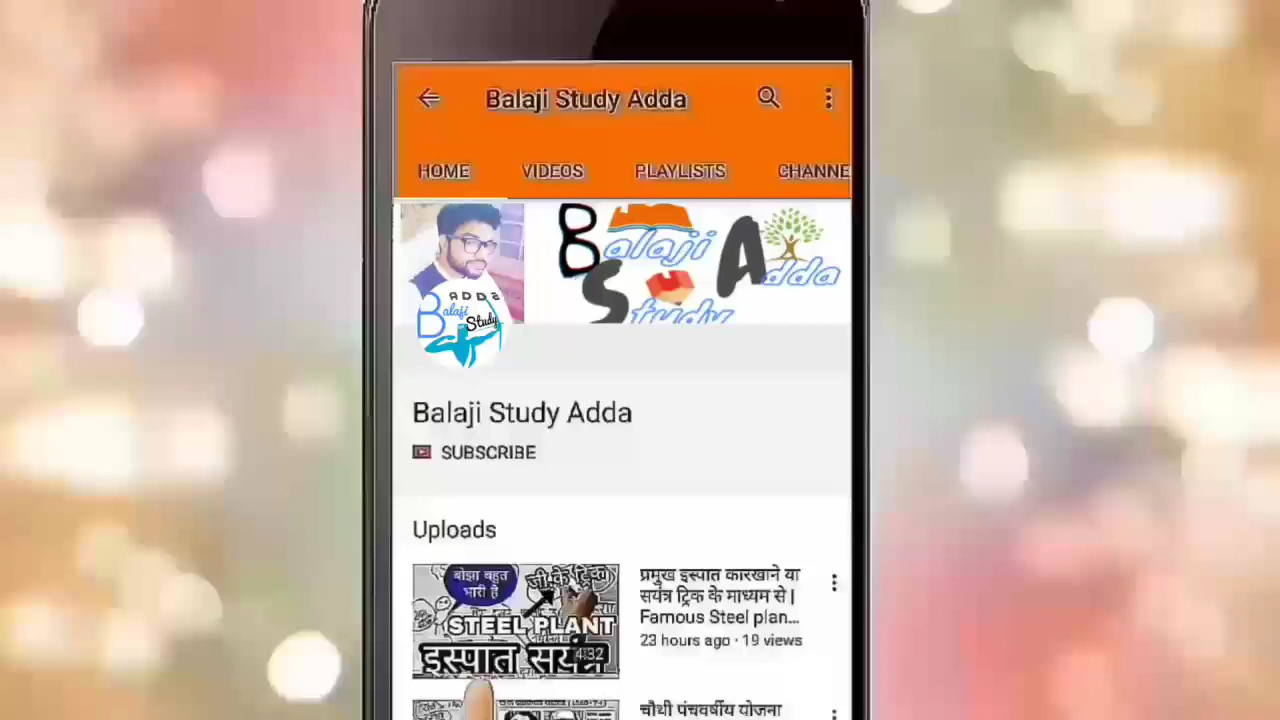 Balaji Study Adda
HOME VIDEOS PLAYLISTS CHANNE
Balaji Adda
Study
ADDA
Balaji
Study
Balaji Study Adda
SUBSCRIBE
Uploads
बोझा बहुत
भारी है
जी.के ट्रिक्स
STEEL PLANT
इस्पात सयंत्र
4:32
प्रमुख इस्पात कारखाने या
सयंत्र ट्रिक के माध्यम से |
Famous Steel plan...
23 hours ago · 19 views
चौथी पंचवर्षीय योजना